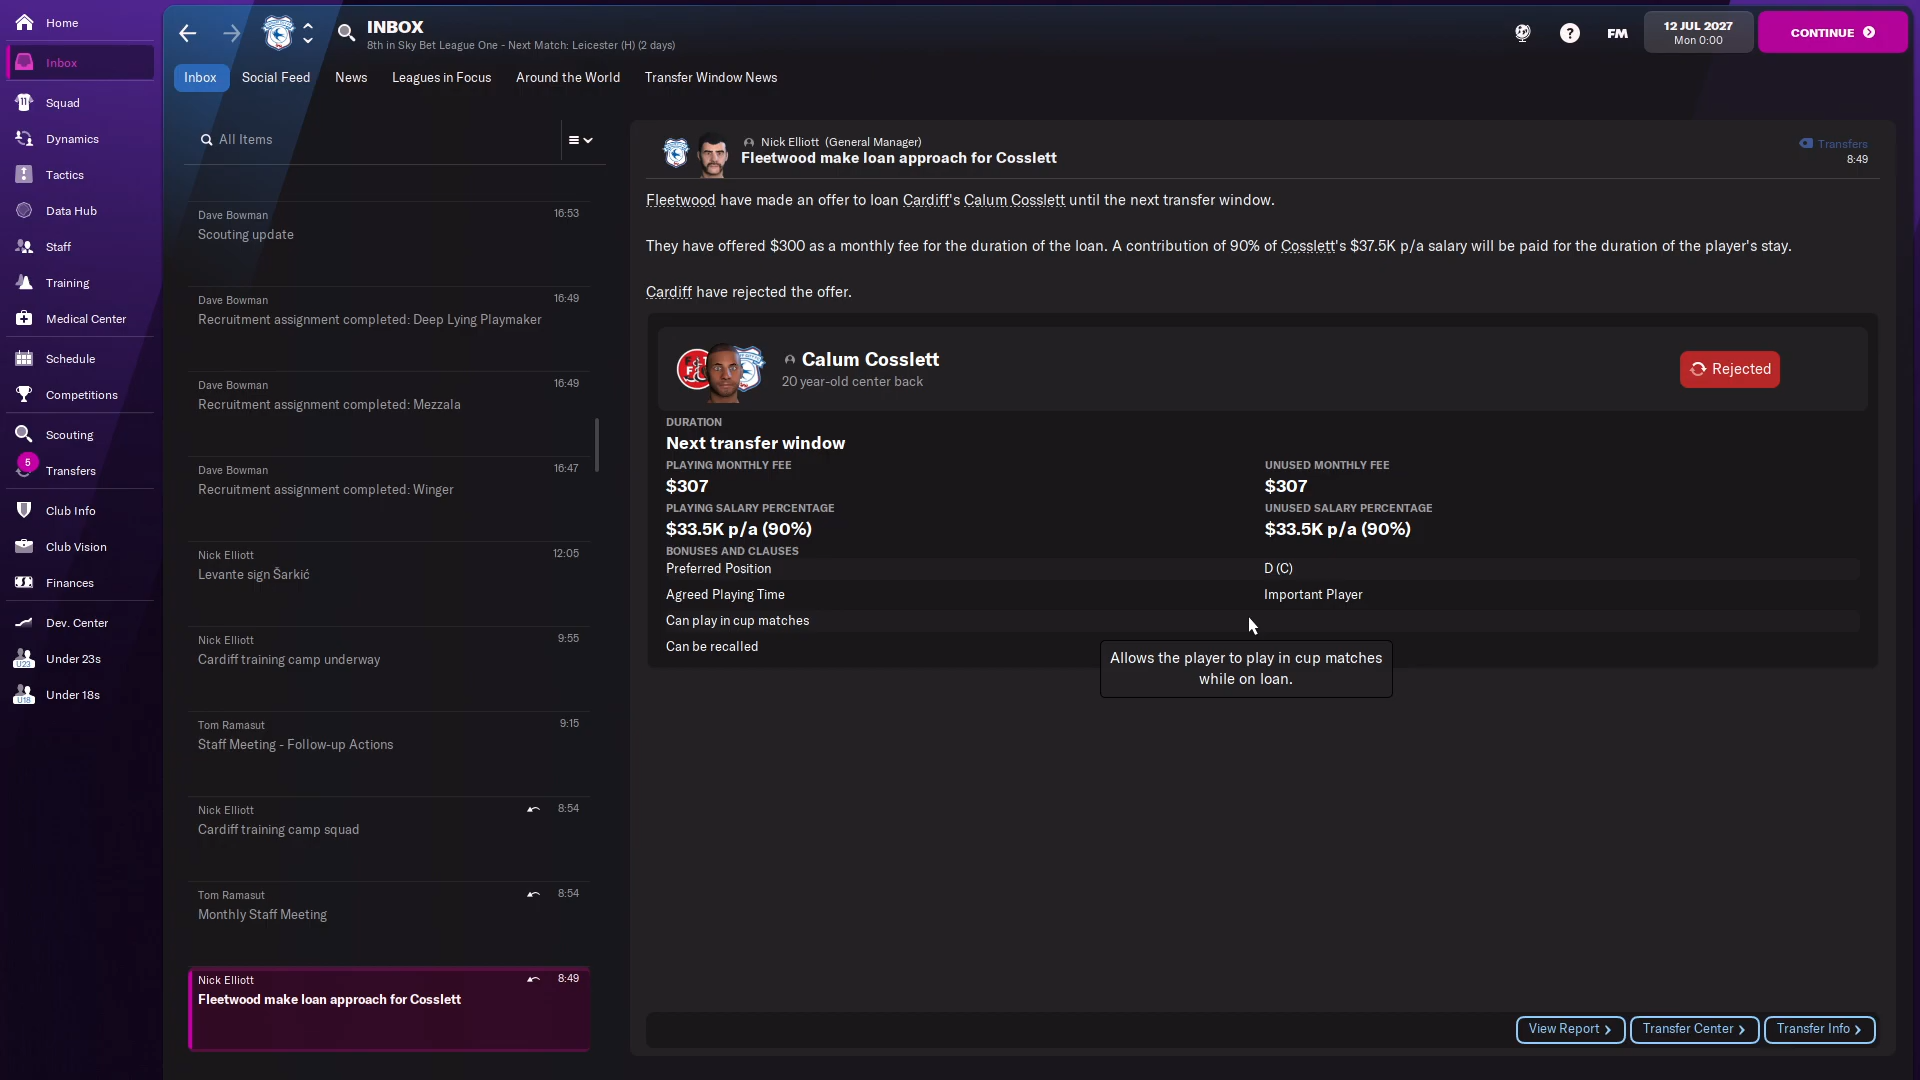 Home
Inbox
Squad
Dynamics
Tactics
Data Hub
Staff
Training
Medical Center
Schedule
Competitions
Scouting
5
Transfers
Club Info
Club Vision
Finances
Dev. Center
U23
Under 23s
U18
Under 18s
INBOX
8th in Sky Bet League One - Next Match: Leicester (H) (2 days)
FM
12 JUL 2027
Mon 0:00
CONTINUE
Inbox
Social Feed
News
Leagues in Focus
Around the World
Transfer Window News
All Items
Dave Bowman
16:53
Scouting update
Dave Bowman
16:49
Recruitment assignment completed: Deep Lying Playmaker
Dave Bowman
16:49
Recruitment assignment completed: Mezzala
Dave Bowman
16:47
Recruitment assignment completed: Winger
Nick Elliott
12:05
Levante sign Šarkić
Nick Elliott
9:55
Cardiff training camp underway
Tom Ramasut
9:15
Staff Meeting - Follow-up Actions
Nick Elliott
8:54
Cardiff training camp squad
Tom Ramasut
8:54
Monthly Staff Meeting
Nick Elliott
8:49
Fleetwood make loan approach for Cosslett
Nick Elliott (General Manager)
Fleetwood make loan approach for Cosslett
Transfers
8:49
Fleetwood have made an offer to loan Cardiff's Calum Cosslett until the next transfer window.
They have offered $300 as a monthly fee for the duration of the loan. A contribution of 90% of Cosslett's $37.5K p/a salary will be paid for the duration of the player's stay.
Cardiff have rejected the offer.
Calum Cosslett
20 year-old center back
Rejected
DURATION
Next transfer window
PLAYING MONTHLY FEE
UNUSED MONTHLY FEE
$307
$307
PLAYING SALARY PERCENTAGE
UNUSED SALARY PERCENTAGE
$33.5K p/a (90%)
$33.5K p/a (90%)
BONUSES AND CLAUSES
Preferred Position
D (C)
Agreed Playing Time
Important Player
Can play in cup matches
Can be recalled
Allows the player to play in cup matches
while on loan.
View Report
Transfer Center
Transfer Info